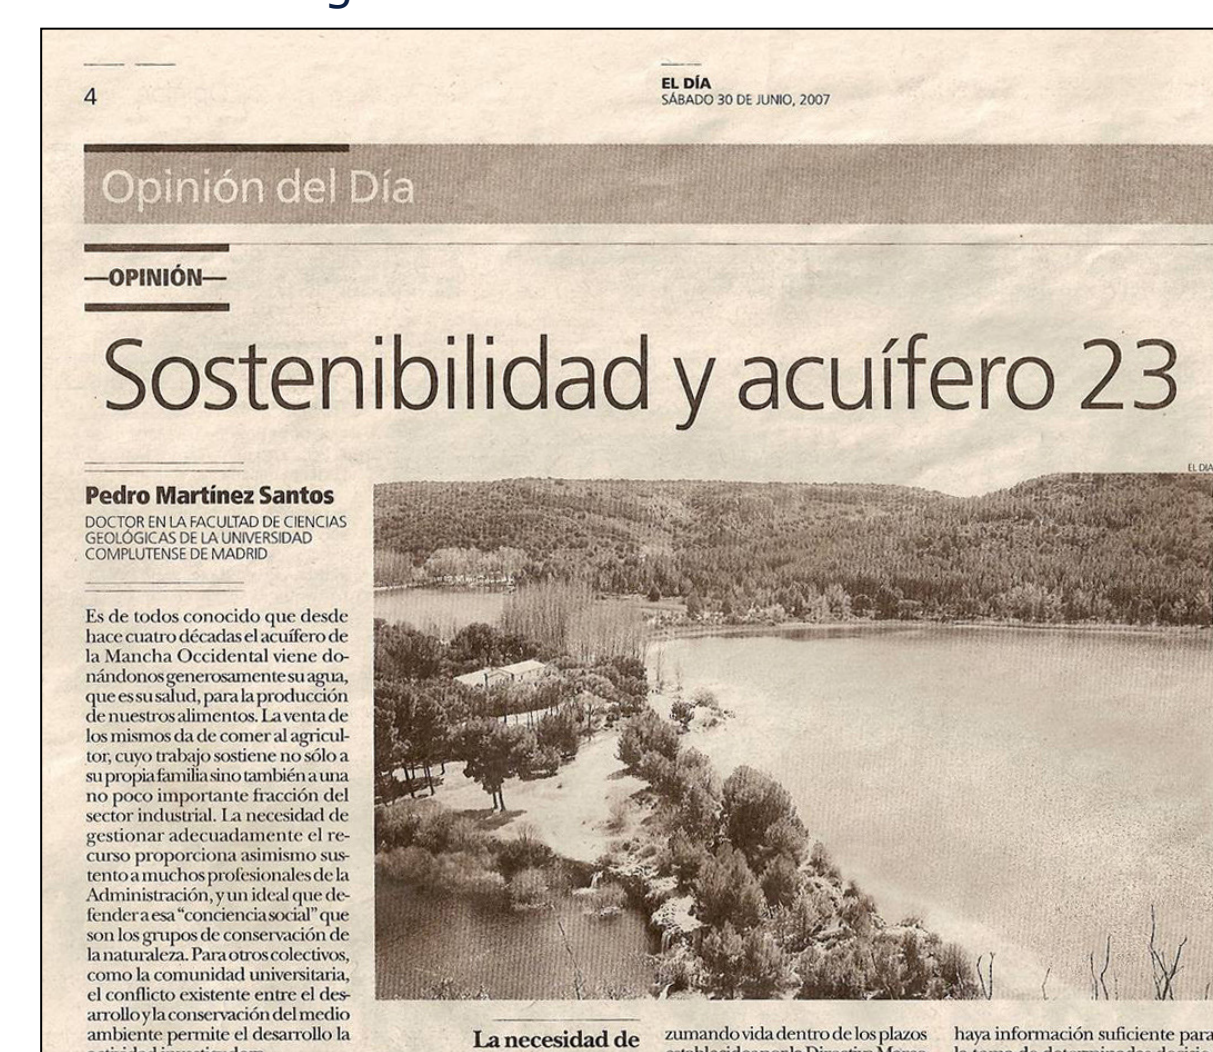 4
EL DÍA
SÁBADO 30 DE JUNIO, 2007
Opinión del Día
—OPINIÓN—
Sostenibilidad y acuífero 23
EL DIA
Pedro Martínez Santos
DOCTOR EN LA FACULTAD DE CIENCIAS
GEOLÓGICAS DE LA UNIVERSIDAD
COMPLUTENSE DE MADRID
Es de todos conocido que desde
hace cuatro décadas el acuífero de
la Mancha Occidental viene do-
nándonos generosamente su agua,
que es su salud, para la producción
de nuestros alimentos. La venta de
los mismos da de comer al agricul-
tor, cuyo trabajo sostiene no sólo a
su propia familia sino también a una
no poco importante fracción del
sector industrial. La necesidad de
gestionar adecuadamente el re-
curso proporciona asimismo sus-
tento a muchos profesionales de la
Administración, y un ideal que de-
fender a esa “conciencia social” que
son los grupos de conservación de
la naturaleza. Para otros colectivos,
como la comunidad universitaria,
el conflicto existente entre el des-
arrollo y la conservación del medio
ambiente permite el desarrollo la
La necesidad de
zumando vida dentro de los plazos
haya información suficiente para